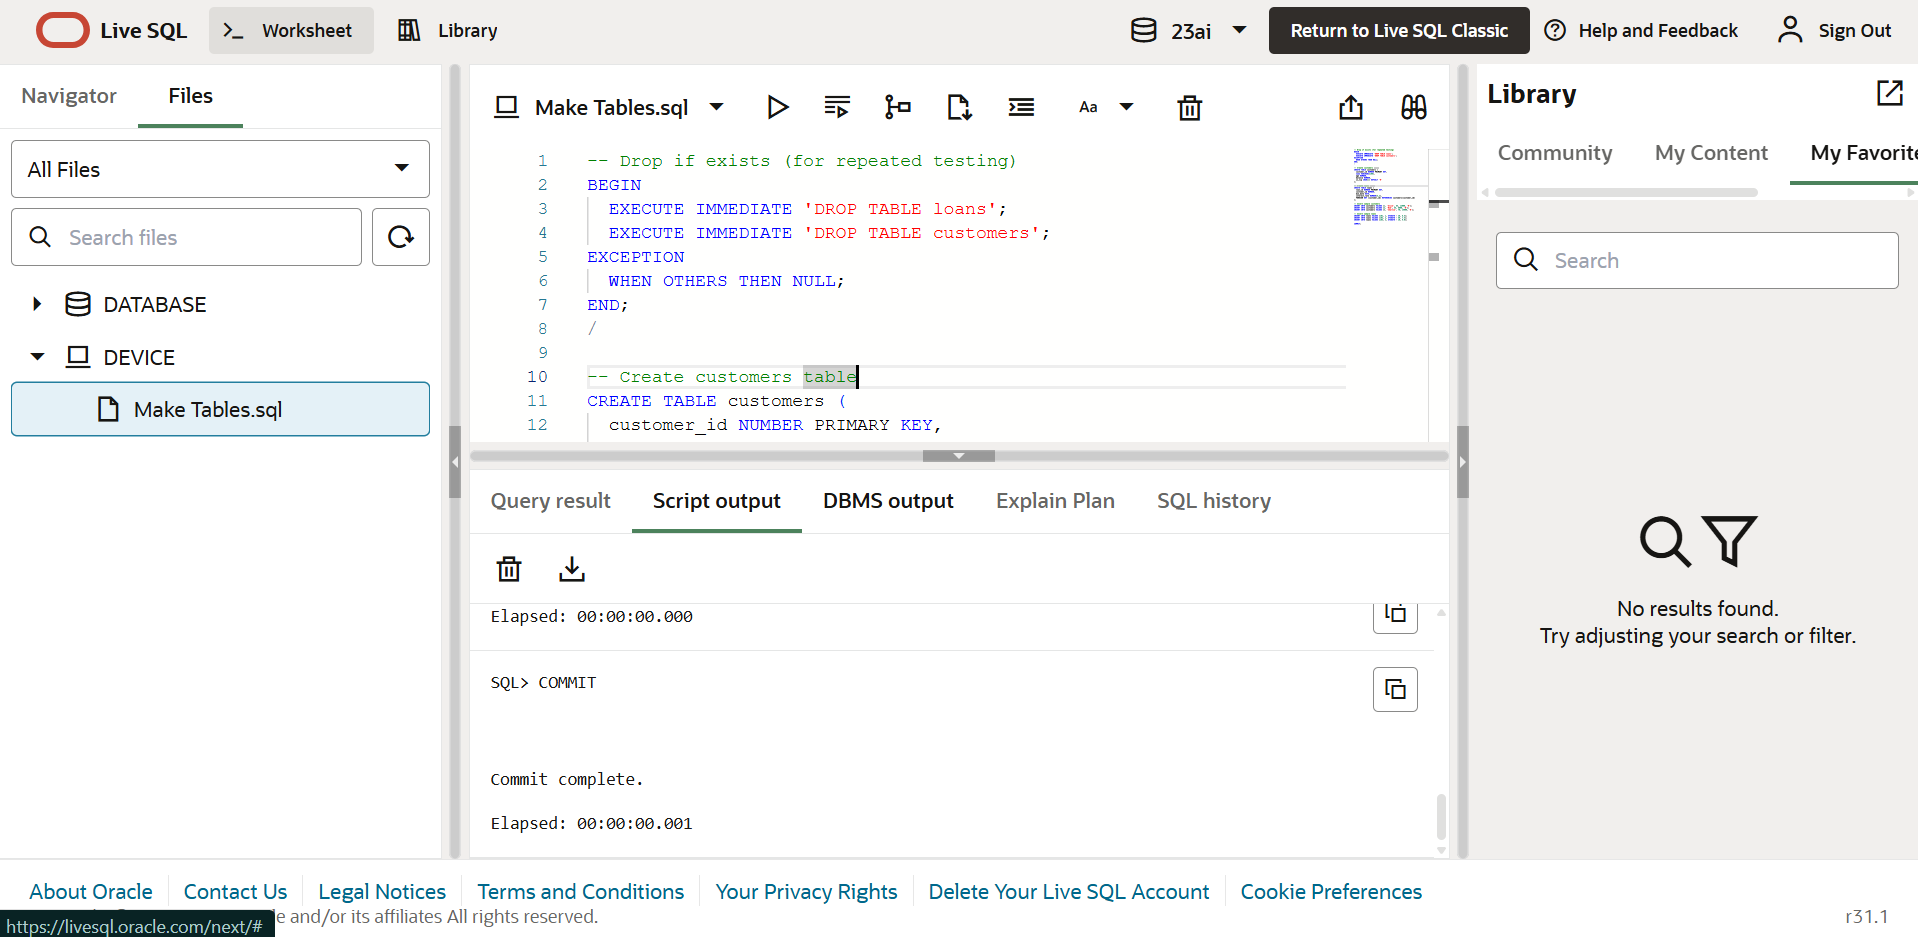 Live SQL
Worksheet
Library
23ai
Return to Live SQL Classic
Help and Feedback
Sign Out
Navigator
Files
All Files
Search files
DATABASE
DEVICE
Make Tables.sql
Make Tables.sql
Aa
1 -- Drop if exists (for repeated testing)
2 BEGIN
3 EXECUTE IMMEDIATE 'DROP TABLE loans';
4 EXECUTE IMMEDIATE 'DROP TABLE customers';
5 EXCEPTION
6 WHEN OTHERS THEN NULL;
7 END;
8 /
9
10 -- Create customers table
11 CREATE TABLE customers (
12 customer_id NUMBER PRIMARY KEY,
Query result
Script output
DBMS output
Explain Plan
SQL history
Elapsed: 00:00:00.000
SQL> COMMIT
Commit complete.
Elapsed: 00:00:00.001
Library
Community
My Content
My Favorite
Search
No results found.
Try adjusting your search or filter.
About Oracle
Contact Us
Legal Notices
Terms and Conditions
Your Privacy Rights
Delete Your Live SQL Account
Cookie Preferences
and/or its affiliates All rights reserved.
https://livesql.oracle.com/next/#
r31.1